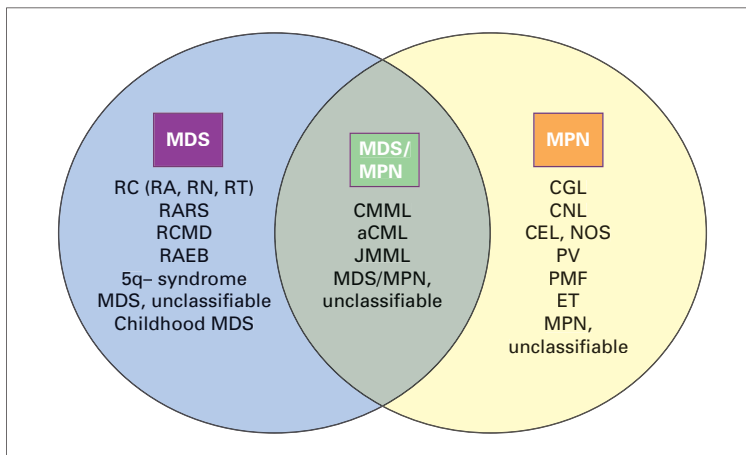 MDS
RC (RA, RN, RT)
RARS
RCMD
RAEB
5q– syndrome
MDS, unclassifiable
Childhood MDS
MDS/
MPN
CMML
aCML
JMML
MDS/MPN,
unclassifiable
MPN
CGL
CNL
CEL, NOS
PV
PMF
ET
MPN,
unclassifiable